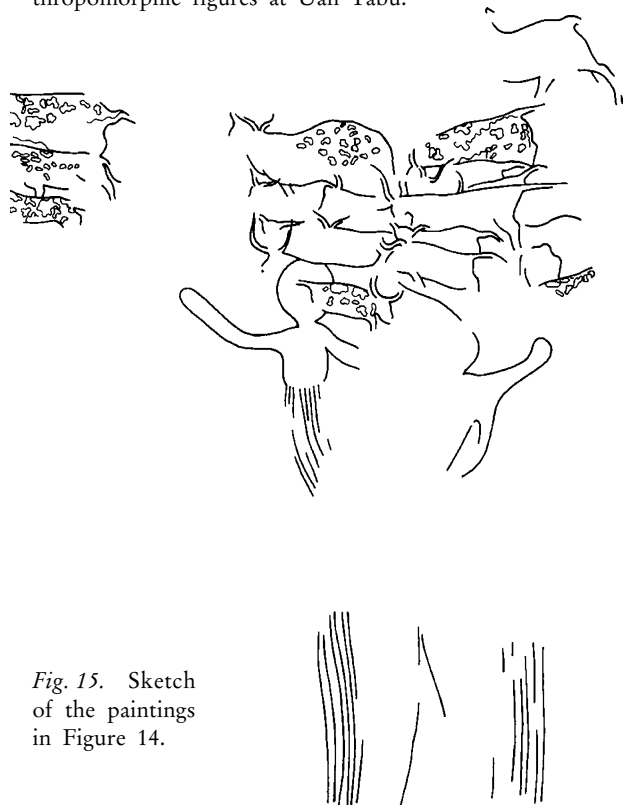 thropomorphic figures at Uan Tabu.
Fig. 15. Sketch
of the paintings
in Figure 14.